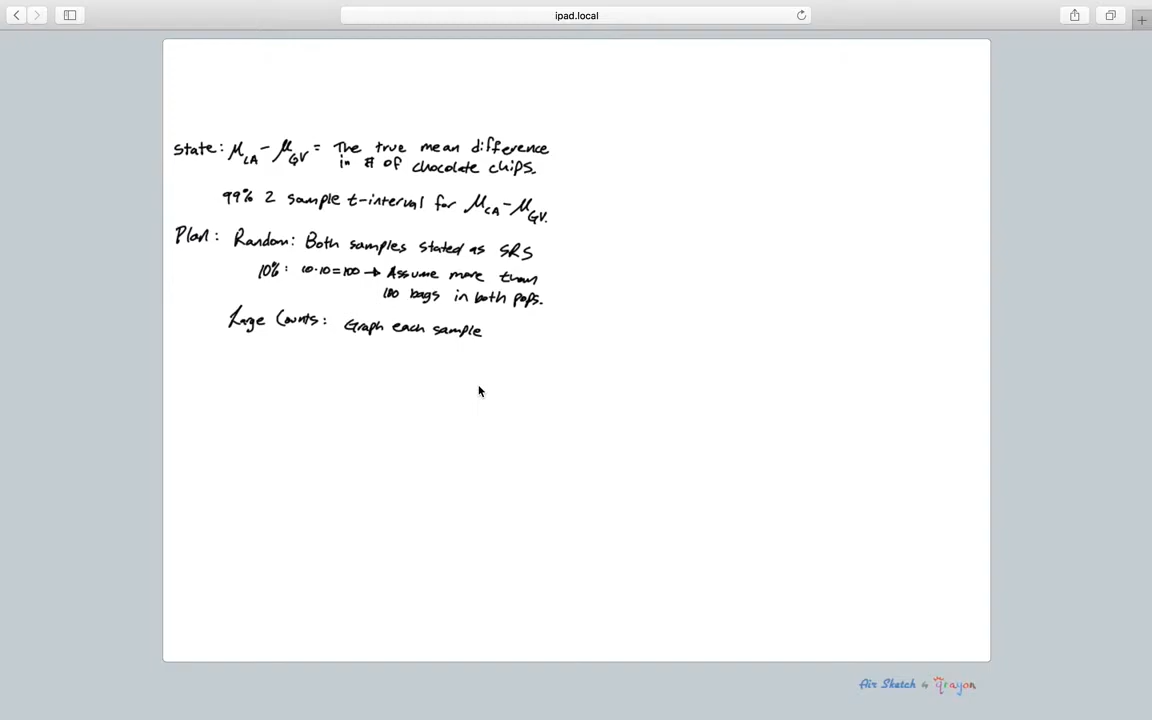 ipad.local
State: μCA - μGV = The true mean difference
in # of chocolate chips.
99% 2 sample t-interval for μCA - μGV.
Plan: Random: Both samples stated as SRS
10%: 10·10=100 → Assume more than
100 bags in both pops.
Large Counts: Graph each sample
Air Sketch by qrayon